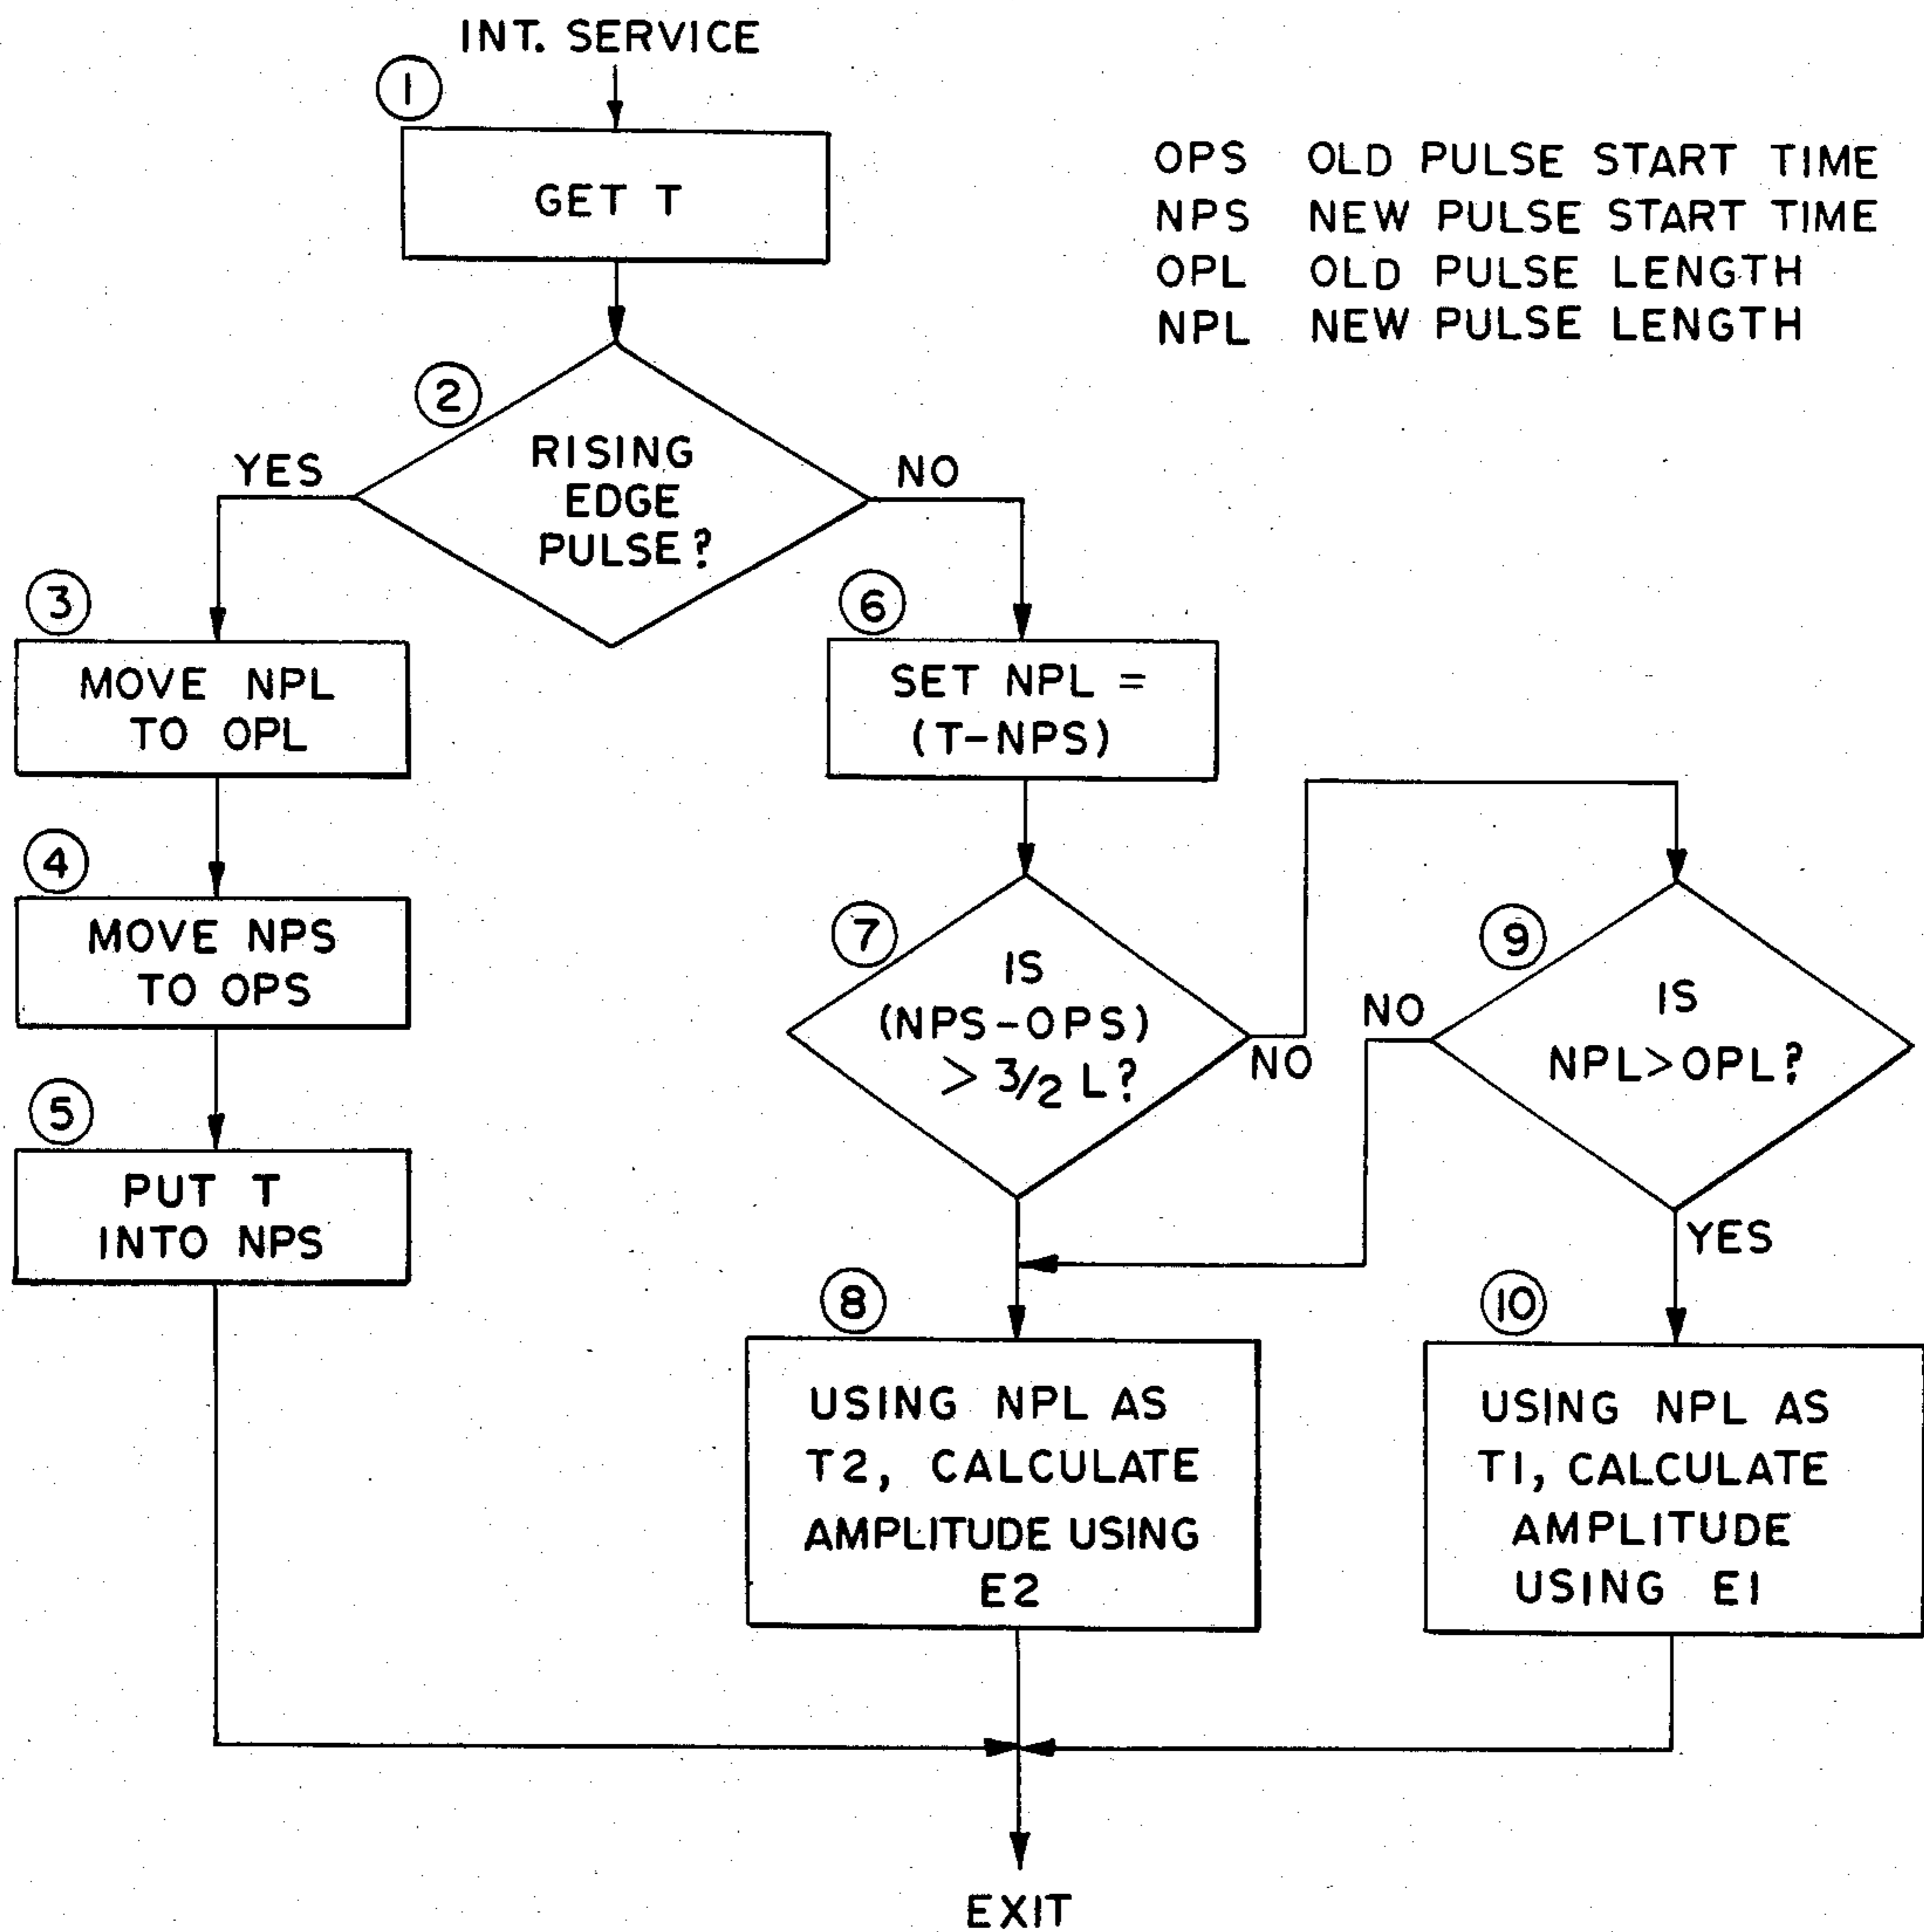 INT. SERVICE
1
GET T
OPS OLD PULSE START TIME
NPS NEW PULSE START TIME
OPL OLD PULSE LENGTH
NPL NEW PULSE LENGTH
2
RISING
EDGE
PULSE?
YES
NO
3
MOVE NPL
TO OPL
4
MOVE NPS
TO OPS
5
PUT T
INTO NPS
6
SET NPL =
(T-NPS)
7
IS
(NPS-OPS)
> 3/2 L?
NO
8
USING NPL AS
T2, CALCULATE
AMPLITUDE USING
E2
9
IS
NPL>OPL?
NO
YES
10
USING NPL AS
T1, CALCULATE
AMPLITUDE
USING E1
EXIT